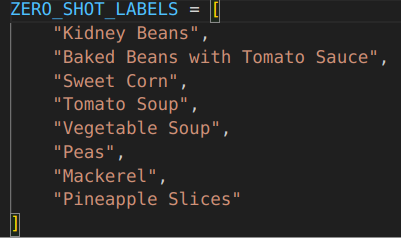 ZERO_SHOT_LABELS = [
    "Kidney Beans",
    "Baked Beans with Tomato Sauce",
    "Sweet Corn",
    "Tomato Soup",
    "Vegetable Soup",
    "Peas",
    "Mackerel",
    "Pineapple Slices"
]